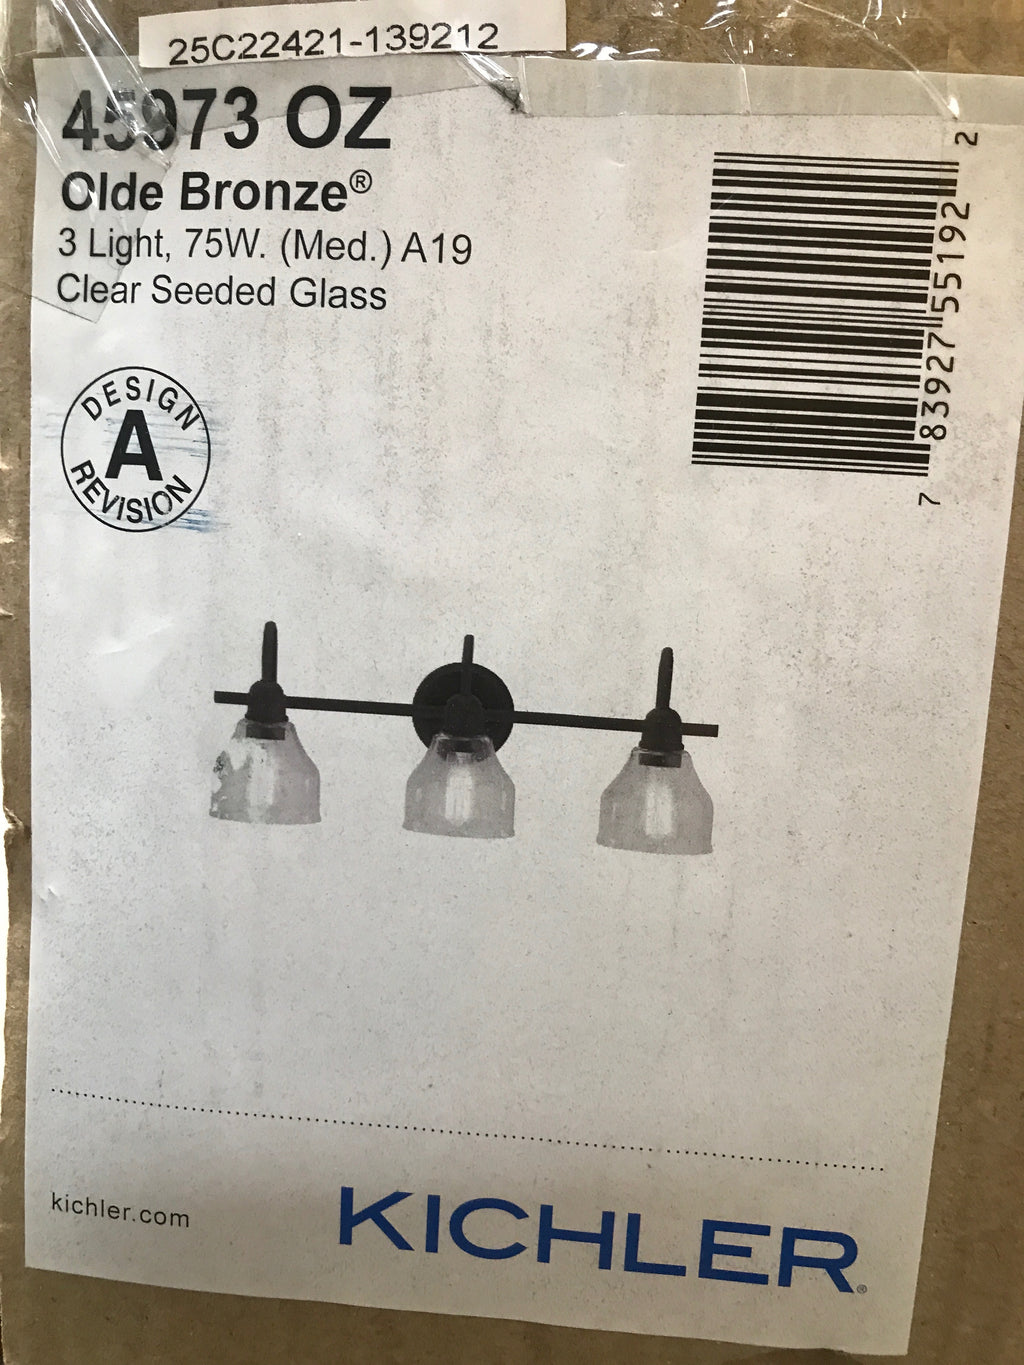 25C22421-139212
45973 OZ
Olde Bronze®
3 Light, 75W. (Med.) A19
Clear Seeded Glass
DESIGN
A
REVISION
7 83927 55192 2
kichler.com
KICHLER®